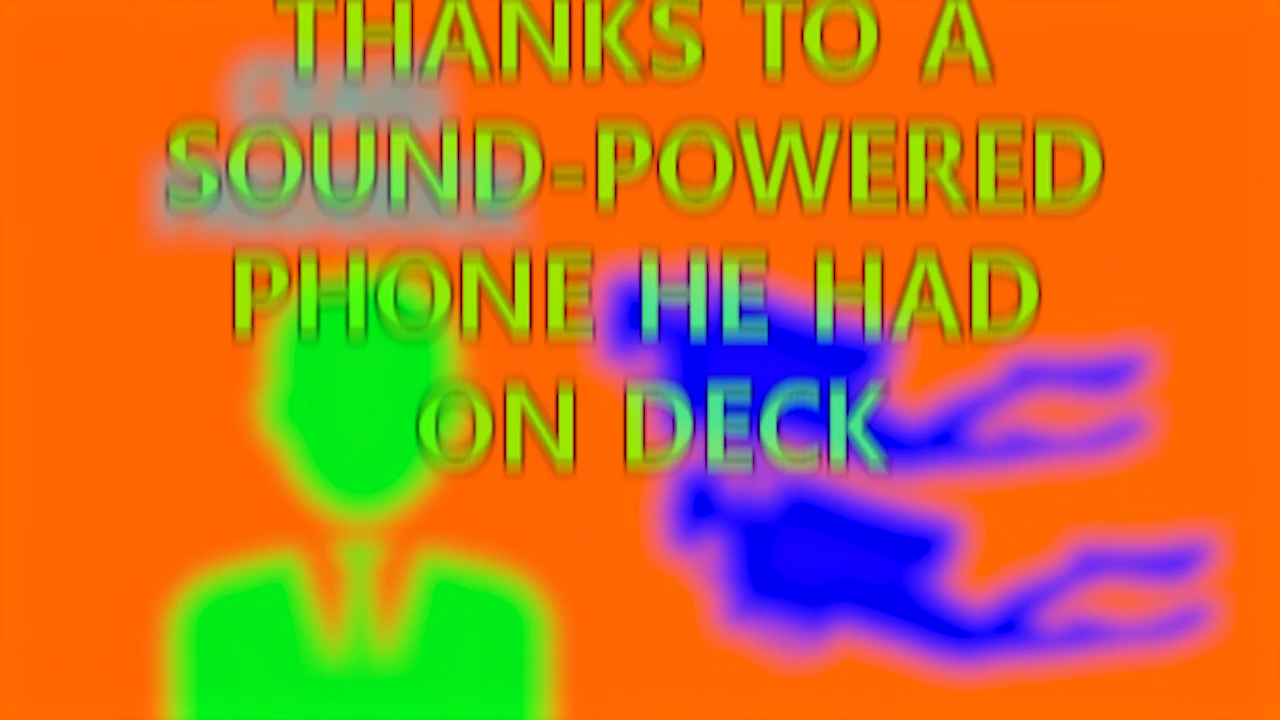 THANKS TO A
SOUND-POWERED
PHONE HE HAD
ON DECK